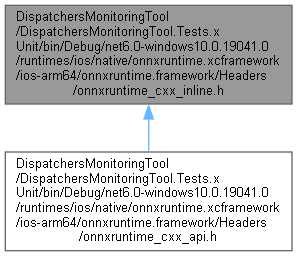 DispatchersMonitoringTool
/DispatchersMonitoringTool.Tests.x
Unit/bin/Debug/net6.0-windows10.0.19041.0
/runtimes/ios/native/onnxruntime.xcframework
/ios-arm64/onnxruntime.framework/Headers
/onnxruntime_cxx_inline.h
DispatchersMonitoringTool
/DispatchersMonitoringTool.Tests.x
Unit/bin/Debug/net6.0-windows10.0.19041.0
/runtimes/ios/native/onnxruntime.xcframework
/ios-arm64/onnxruntime.framework/Headers
/onnxruntime_cxx_api.h